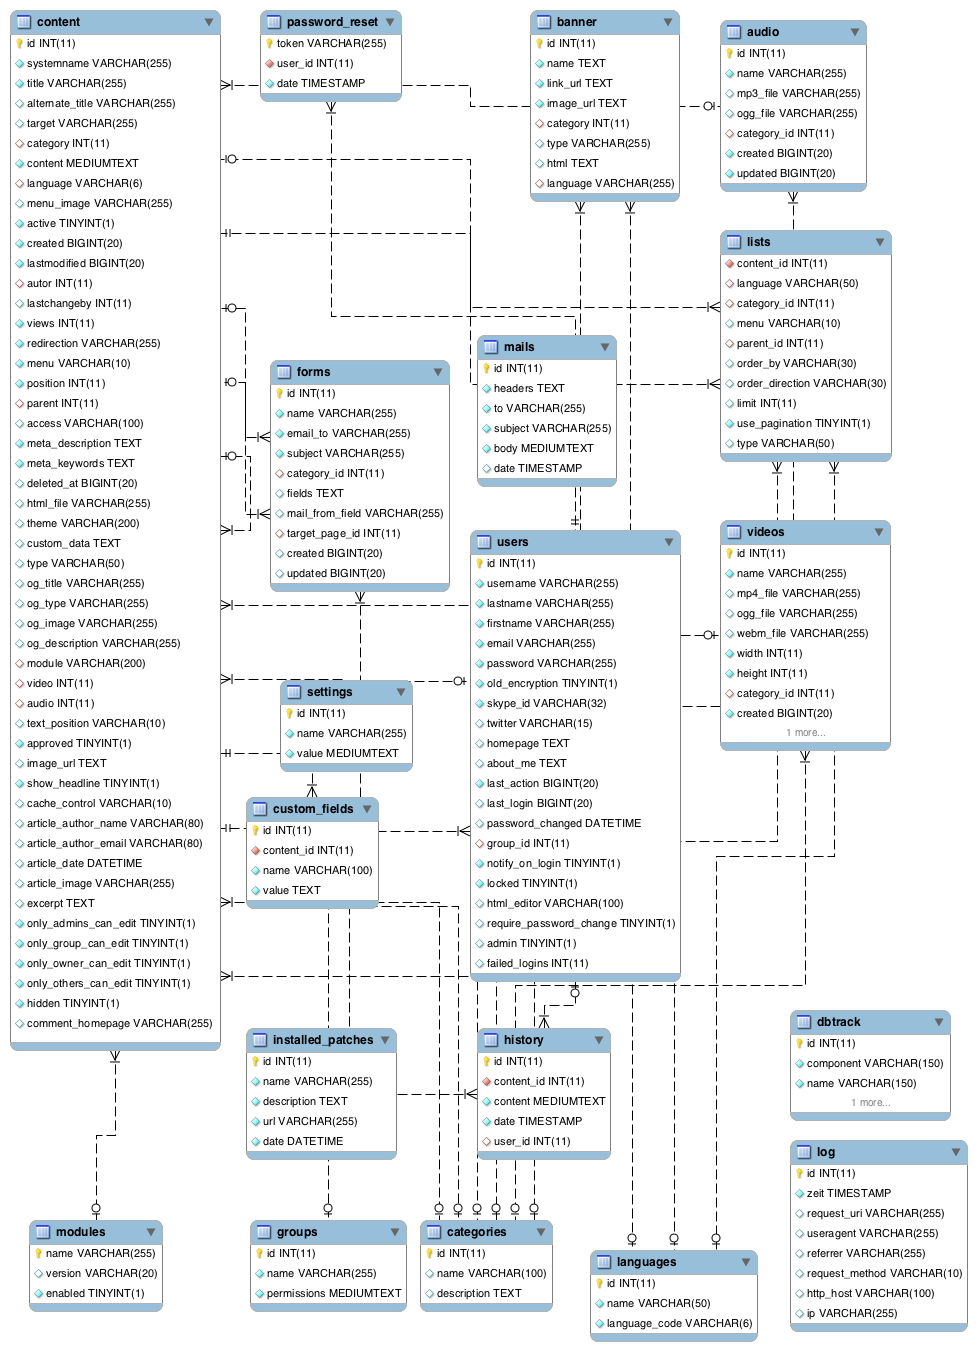 content
id INT(11)
systemname VARCHAR(255)
title VARCHAR(255)
alternate_title VARCHAR(255)
target VARCHAR(255)
category INT(11)
content MEDIUMTEXT
language VARCHAR(6)
menu_image VARCHAR(255)
active TINYINT(1)
created BIGINT(20)
lastmodified BIGINT(20)
autor INT(11)
lastchangeby INT(11)
views INT(11)
redirection VARCHAR(255)
menu VARCHAR(10)
position INT(11)
parent INT(11)
access VARCHAR(100)
meta_description TEXT
meta_keywords TEXT
deleted_at BIGINT(20)
html_file VARCHAR(255)
theme VARCHAR(200)
custom_data TEXT
type VARCHAR(50)
og_title VARCHAR(255)
og_type VARCHAR(255)
og_image VARCHAR(255)
og_description VARCHAR(255)
module VARCHAR(200)
video INT(11)
audio INT(11)
text_position VARCHAR(10)
approved TINYINT(1)
image_url TEXT
show_headline TINYINT(1)
cache_control VARCHAR(10)
article_author_name VARCHAR(80)
article_author_email VARCHAR(80)
article_date DATETIME
article_image VARCHAR(255)
excerpt TEXT
only_admins_can_edit TINYINT(1)
only_group_can_edit TINYINT(1)
only_owner_can_edit TINYINT(1)
only_others_can_edit TINYINT(1)
hidden TINYINT(1)
comment_homepage VARCHAR(255)
password_reset
token VARCHAR(255)
user_id INT(11)
date TIMESTAMP
banner
id INT(11)
name TEXT
link_url TEXT
image_url TEXT
category INT(11)
type VARCHAR(255)
html TEXT
language VARCHAR(255)
audio
id INT(11)
name VARCHAR(255)
mp3_file VARCHAR(255)
ogg_file VARCHAR(255)
category_id INT(11)
created BIGINT(20)
updated BIGINT(20)
lists
content_id INT(11)
language VARCHAR(50)
category_id INT(11)
menu VARCHAR(10)
parent_id INT(11)
order_by VARCHAR(30)
order_direction VARCHAR(30)
limit INT(11)
use_pagination TINYINT(1)
type VARCHAR(50)
mails
id INT(11)
headers TEXT
to VARCHAR(255)
subject VARCHAR(255)
body MEDIUMTEXT
date TIMESTAMP
forms
id INT(11)
name VARCHAR(255)
email_to VARCHAR(255)
subject VARCHAR(255)
category_id INT(11)
fields TEXT
mail_from_field VARCHAR(255)
target_page_id INT(11)
created BIGINT(20)
updated BIGINT(20)
users
id INT(11)
username VARCHAR(255)
lastname VARCHAR(255)
firstname VARCHAR(255)
email VARCHAR(255)
password VARCHAR(255)
old_encryption TINYINT(1)
skype_id VARCHAR(32)
twitter VARCHAR(15)
homepage TEXT
about_me TEXT
last_action BIGINT(20)
last_login BIGINT(20)
password_changed DATETIME
group_id INT(11)
notify_on_login TINYINT(1)
locked TINYINT(1)
html_editor VARCHAR(100)
require_password_change TINYINT(1)
admin TINYINT(1)
failed_logins INT(11)
videos
id INT(11)
name VARCHAR(255)
mp4_file VARCHAR(255)
ogg_file VARCHAR(255)
webm_file VARCHAR(255)
width INT(11)
height INT(11)
category_id INT(11)
created BIGINT(20)
1 more...
settings
id INT(11)
name VARCHAR(255)
value MEDIUMTEXT
custom_fields
id INT(11)
content_id INT(11)
name VARCHAR(100)
value TEXT
installed_patches
id INT(11)
name VARCHAR(255)
description TEXT
url VARCHAR(255)
date DATETIME
history
id INT(11)
content_id INT(11)
content MEDIUMTEXT
date TIMESTAMP
user_id INT(11)
dbtrack
id INT(11)
component VARCHAR(150)
name VARCHAR(150)
1 more...
log
id INT(11)
zeit TIMESTAMP
request_uri VARCHAR(255)
useragent VARCHAR(255)
referrer VARCHAR(255)
request_method VARCHAR(10)
http_host VARCHAR(100)
ip VARCHAR(255)
modules
name VARCHAR(255)
version VARCHAR(20)
enabled TINYINT(1)
groups
id INT(11)
name VARCHAR(255)
permissions MEDIUMTEXT
categories
id INT(11)
name VARCHAR(100)
description TEXT
languages
id INT(11)
name VARCHAR(50)
language_code VARCHAR(6)